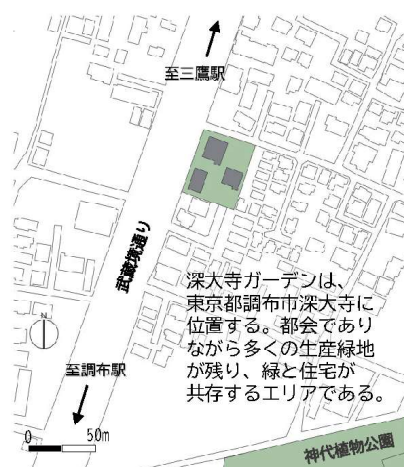 至三鷹駅
武蔵境通り
深大寺ガーデンは、
東京都調布市深大寺に
位置する。都会であり
ながら多くの生産緑地
が残り、緑と住宅が
共存するエリアである。
N
至調布駅
0 50m
神代植物公園